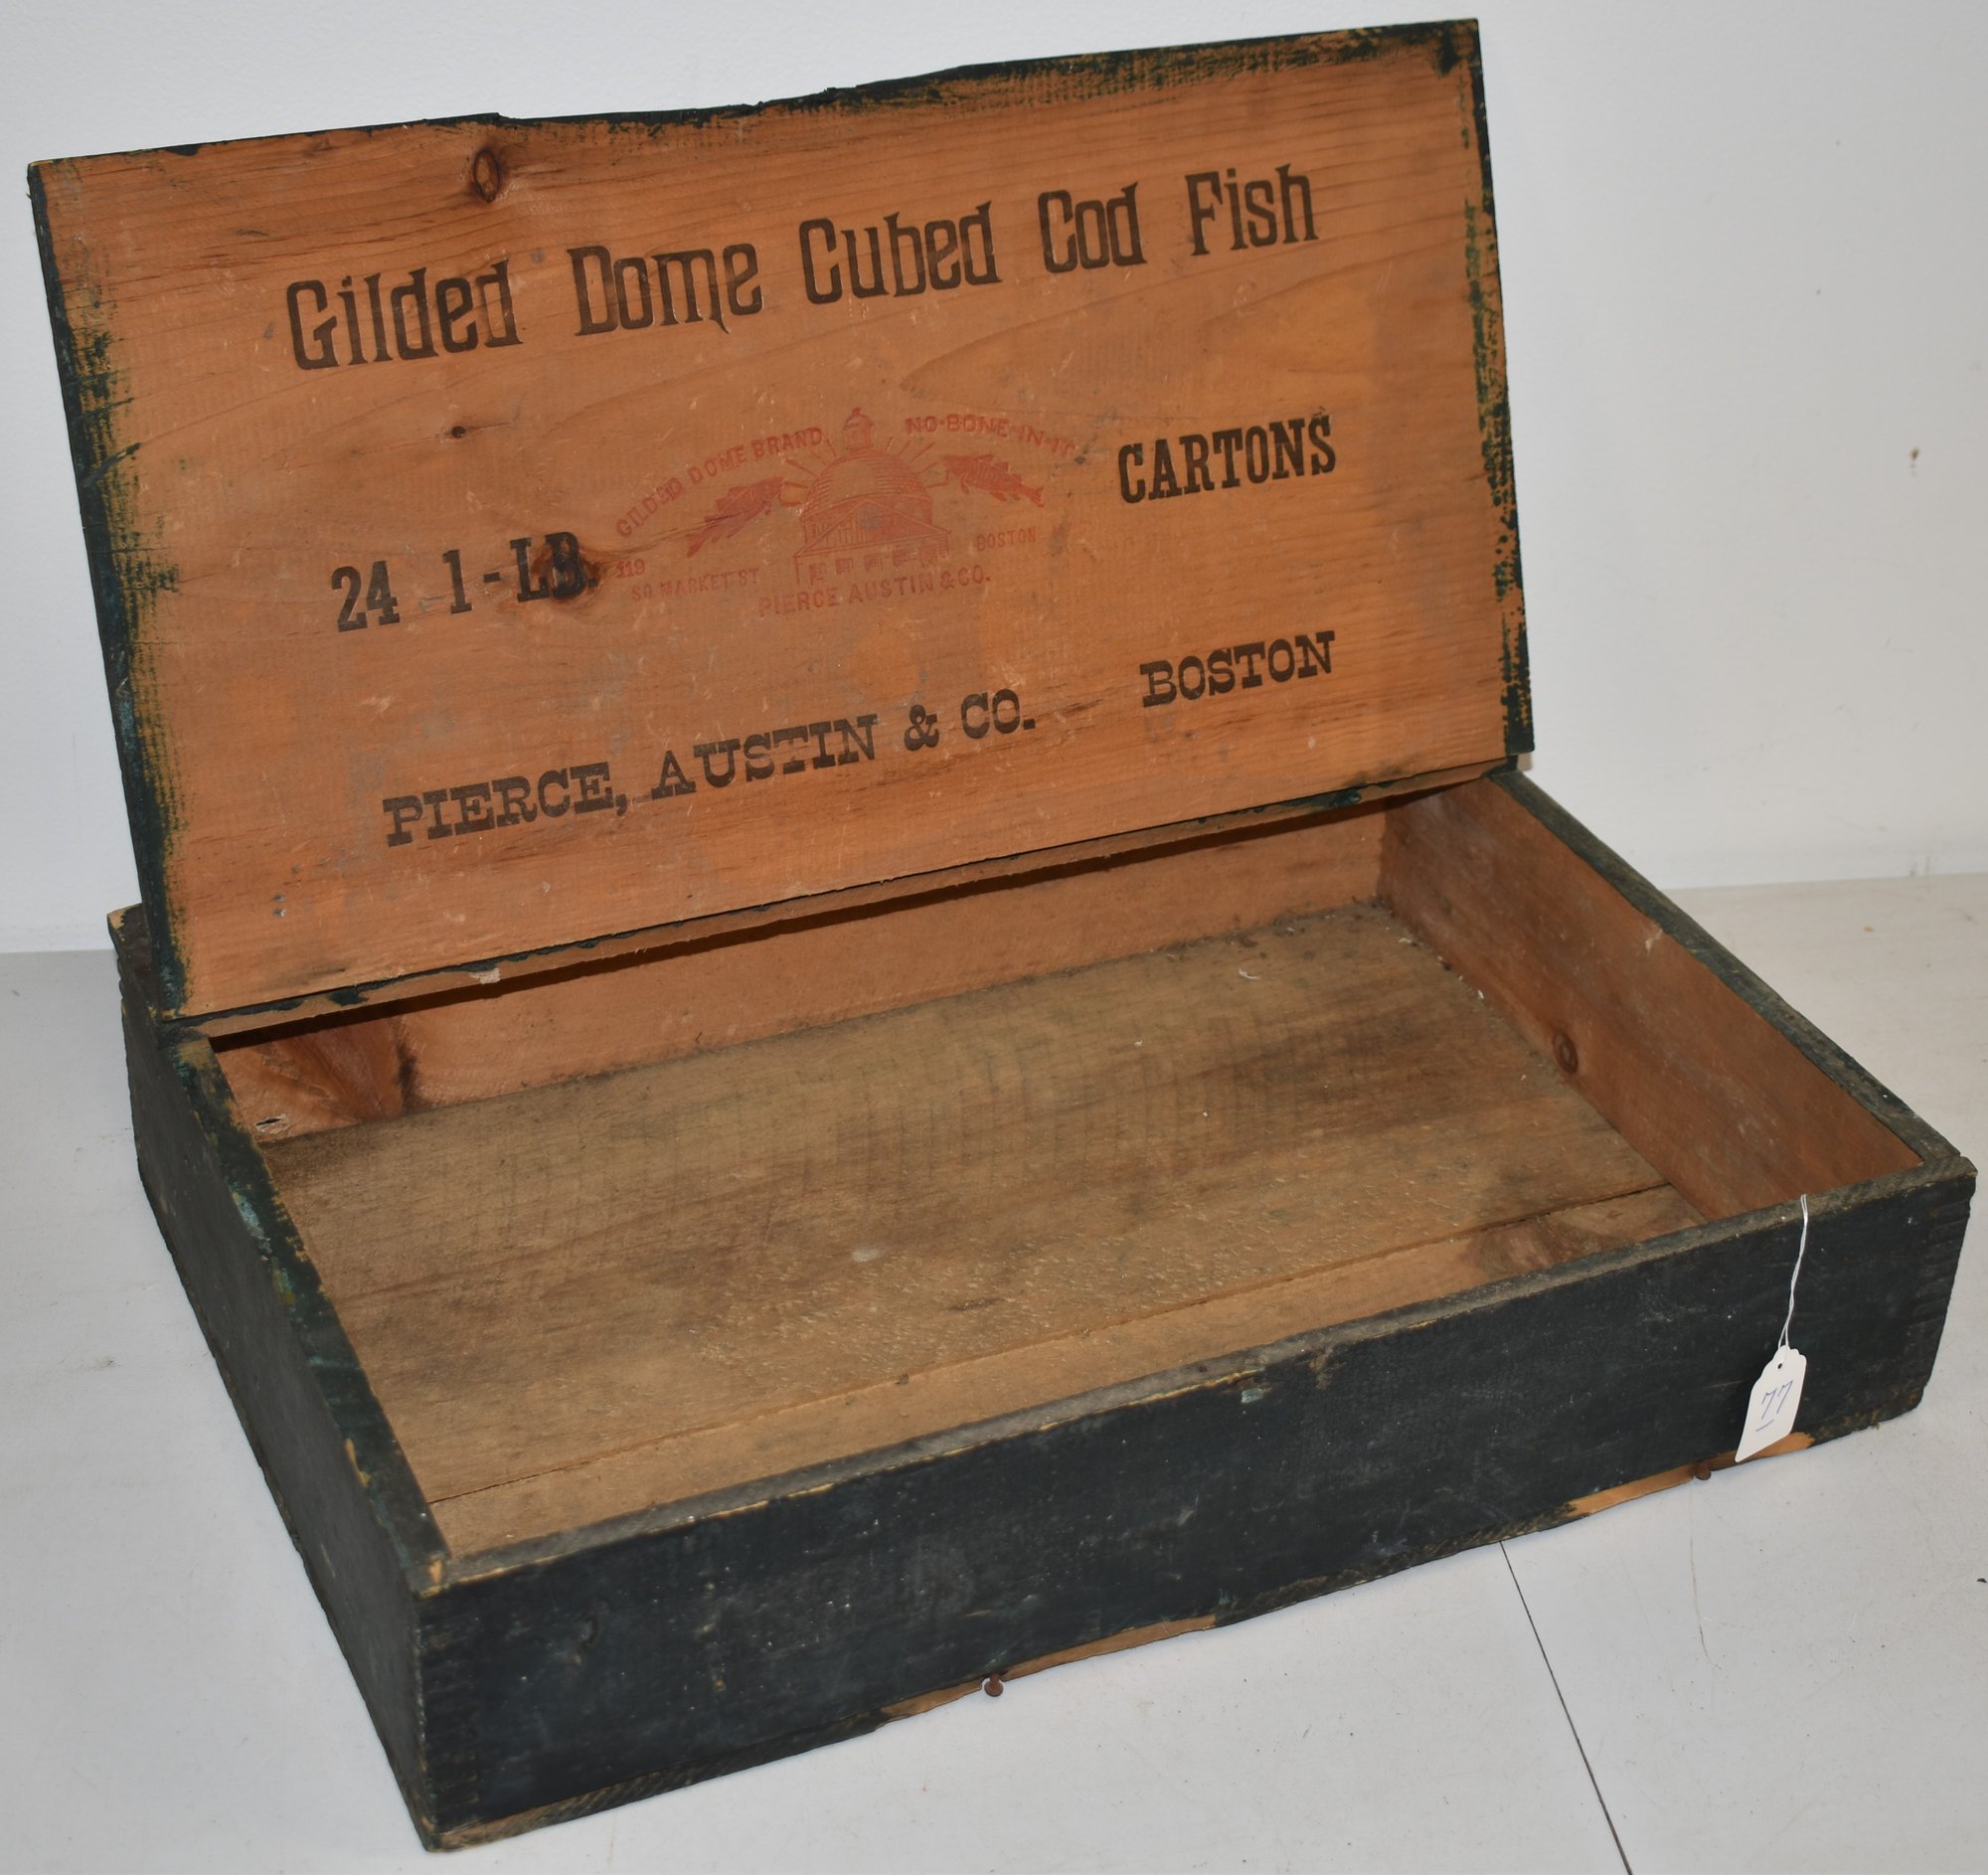 Gilded Dome Cubed Cod Fish
GILDED DOME BRAND. NO-BONE-IN-IT
24 1-LB. CARTONS
119
SO MARKET ST BOSTON
PIERCE AUSTIN & CO.
PIERCE, AUSTIN & CO. BOSTON
77